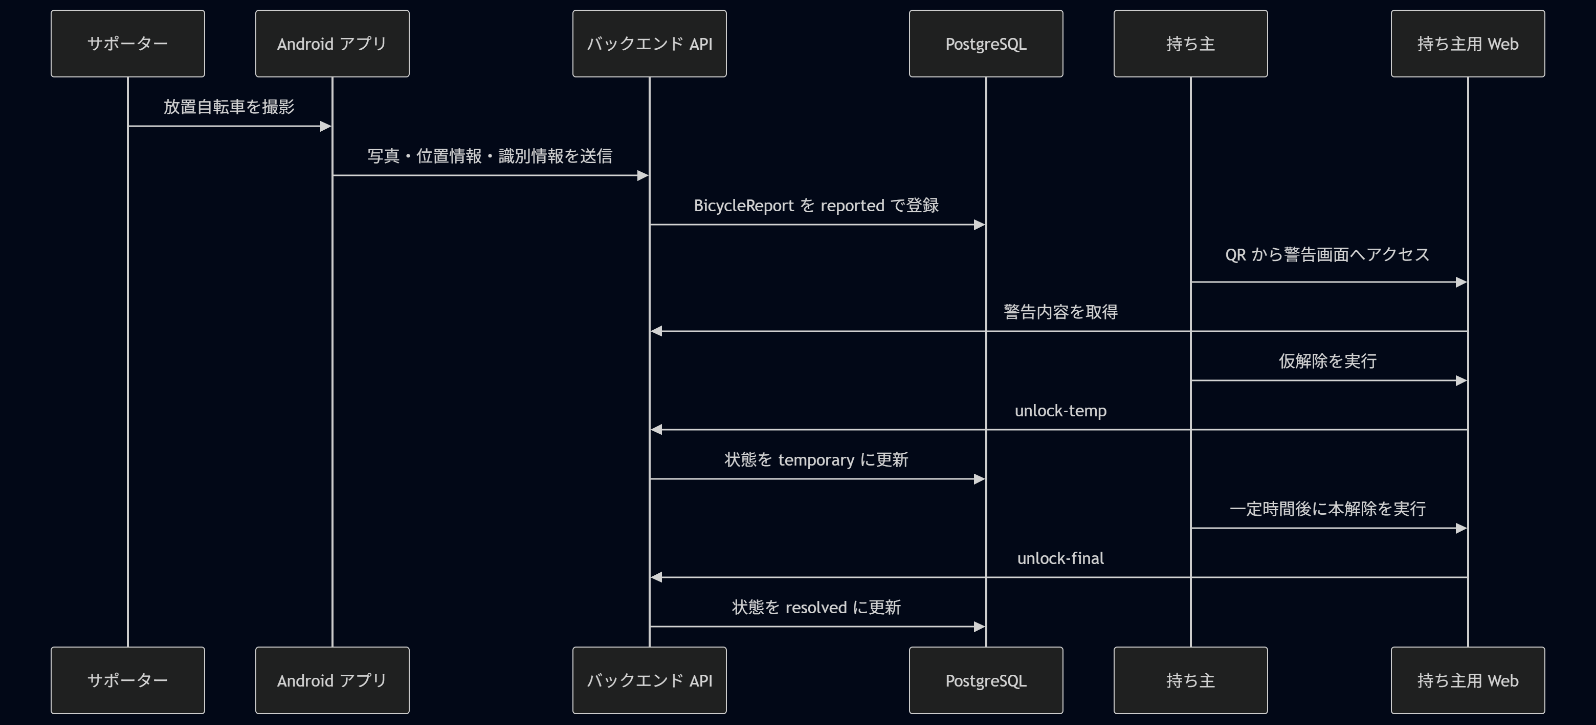 サポーター
Android アプリ
バックエンド API
PostgreSQL
持ち主
持ち主用 Web
放置自転車を撮影
写真・位置情報・識別情報を送信
BicycleReport を reported で登録
QR から警告画面へアクセス
警告内容を取得
仮解除を実行
unlock-temp
状態を temporary に更新
一定時間後に本解除を実行
unlock-final
状態を resolved に更新
サポーター
Android アプリ
バックエンド API
PostgreSQL
持ち主
持ち主用 Web